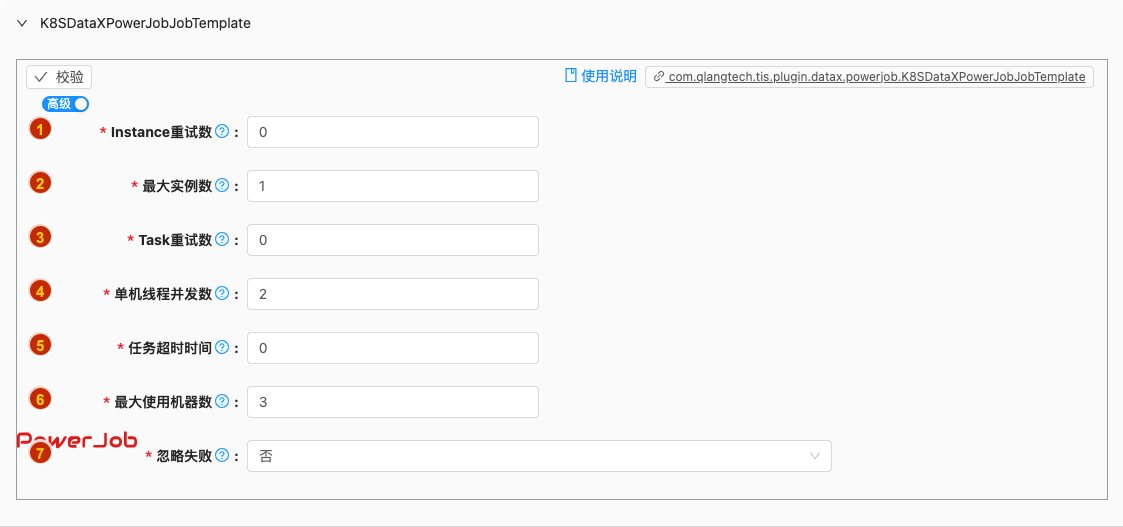 K8SDataXPowerJobJobTemplate
校验
使用说明 com.qlangtech.tis.plugin.datax.powerjob.K8SDataXPowerJobJobTemplate
高级
1 * Instance重试数 ? : 0
2 * 最大实例数 ? : 1
3 * Task重试数 ? : 0
4 * 单机线程并发数 ? : 2
5 * 任务超时时间 ? : 0
6 * 最大使用机器数 ? : 3
PowerJob
7 * 忽略失败 ? : 否